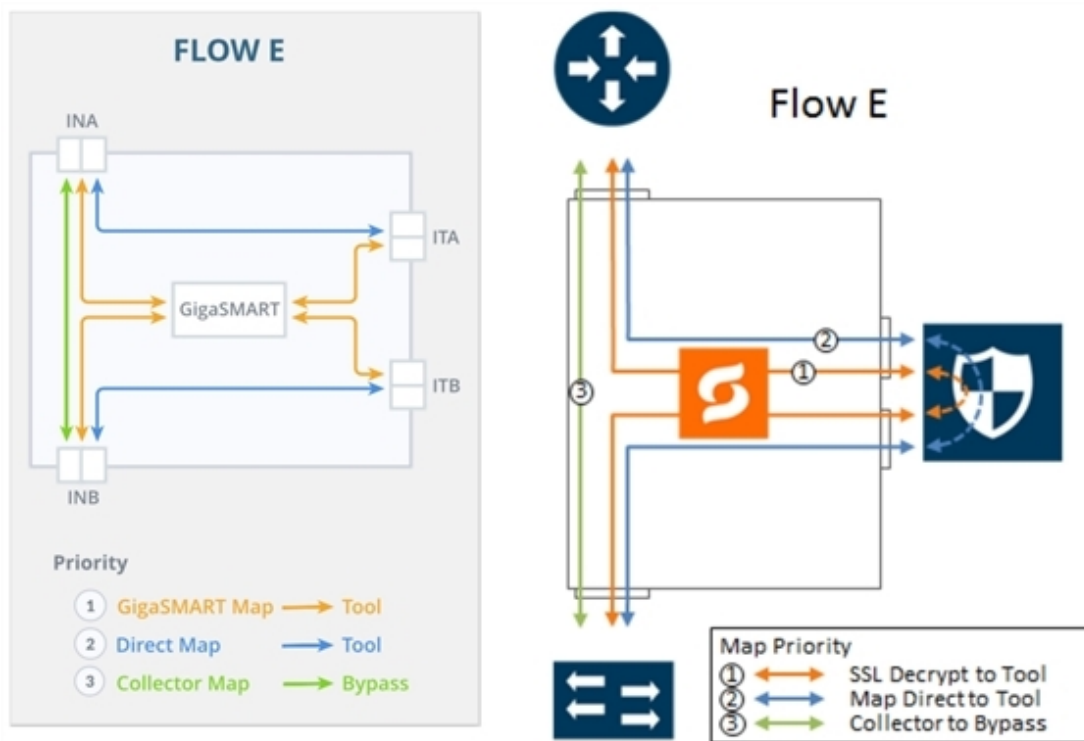 FLOW E
INA
ITA
GigaSMART
ITB
INB
Priority
1 GigaSMART Map Tool
2 Direct Map Tool
3 Collector Map Bypass
Flow E
2
1
3
Map Priority
1 SSL Decrypt to Tool
2 Map Direct to Tool
3 Collector to Bypass